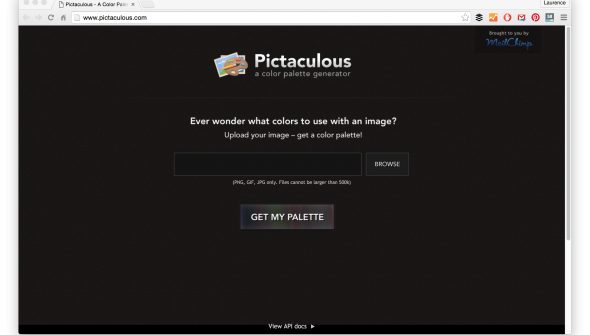 Laurence
Pictaculous - A Color Pale
www.pictaculous.com
Brought to you by
MailChimp
Pictaculous
a color palette generator
Ever wonder what colors to use with an image?
Upload your image – get a color palette!
BROWSE
(PNG, GIF, JPG only. Files cannot be larger than 500k)
GET MY PALETTE
View API docs